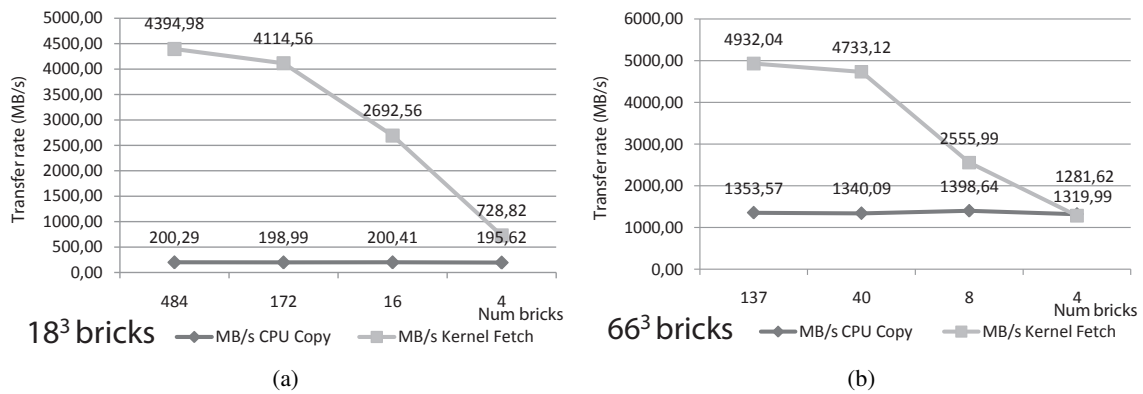 5000,00
4500,00
4000,00
3500,00
3000,00
2500,00
2000,00
1500,00
1000,00
500,00
0,00
Transfer rate (MB/s)
4394,98
4114,56
2692,56
728,82
200,29 198,99 200,41 195,62
484 172 16 4
Num bricks
18³ bricks
MB/s CPU Copy MB/s Kernel Fetch
(a)
6000,00
5000,00
4000,00
3000,00
2000,00
1000,00
0,00
Transfer rate (MB/s)
4932,04
4733,12
2555,99
1281,62
1353,57 1340,09 1398,64 1319,99
137 40 8 4
Num bricks
66³ bricks
MB/s CPU Copy MB/s Kernel Fetch
(b)